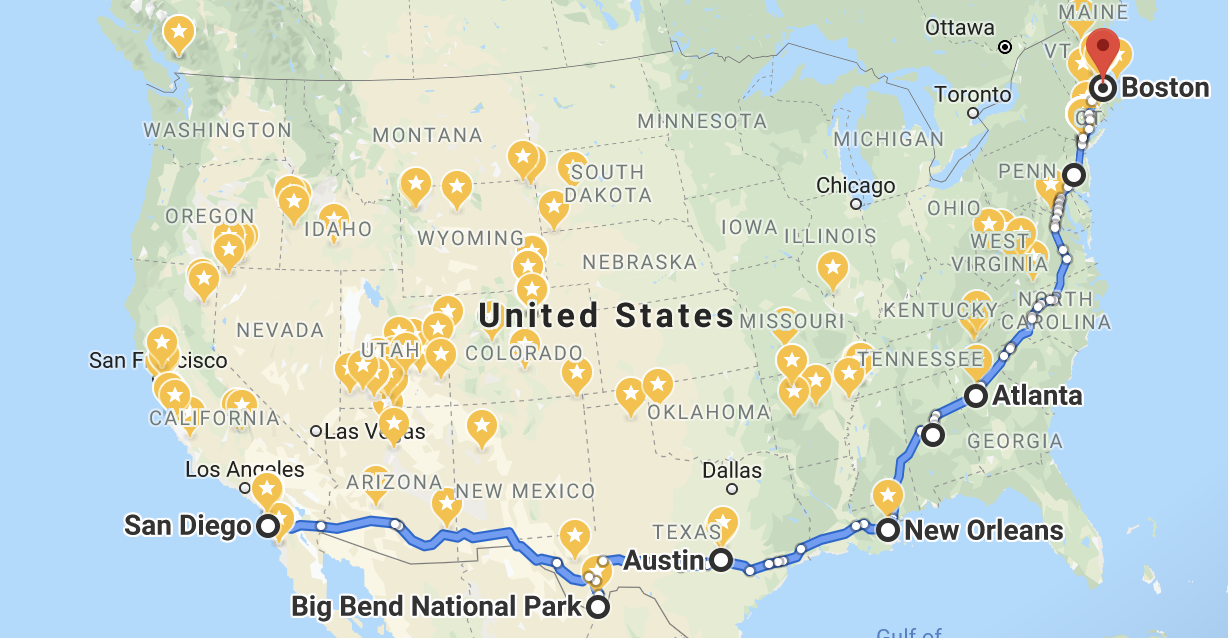 MAINE
Ottawa
VT
Boston
Toronto
CT
WASHINGTON
MONTANA
MINNESOTA
MICHIGAN
SOUTH
DAKOTA
PENN
Chicago
OREGON
IDAHO
WYOMING
IOWA
ILLINOIS
OHIO
WEST
VIRGINIA
NEBRASKA
United States
NEVADA
UTAH
COLORADO
MISSOURI
KENTUCKY
NORTH
CAROLINA
San F cisco
TENNESSEE
CALIFORNIA
Las Vegas
OKLAHOMA
Atlanta
GEORGIA
Los Angeles
ARIZONA
NEW MEXICO
Dallas
San Diego
TEXAS
New Orleans
Austin
Big Bend National Park
Gulf of